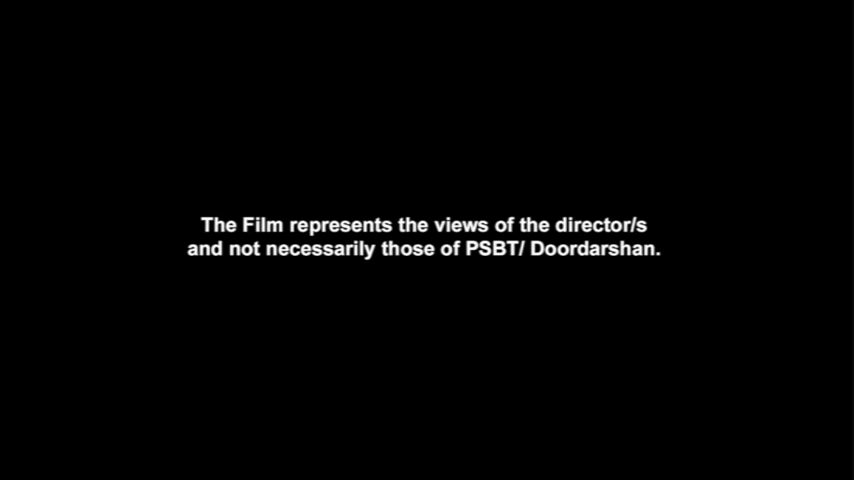 The Film represents the views of the director/s
and not necessarily those of PSBT/ Doordarshan.